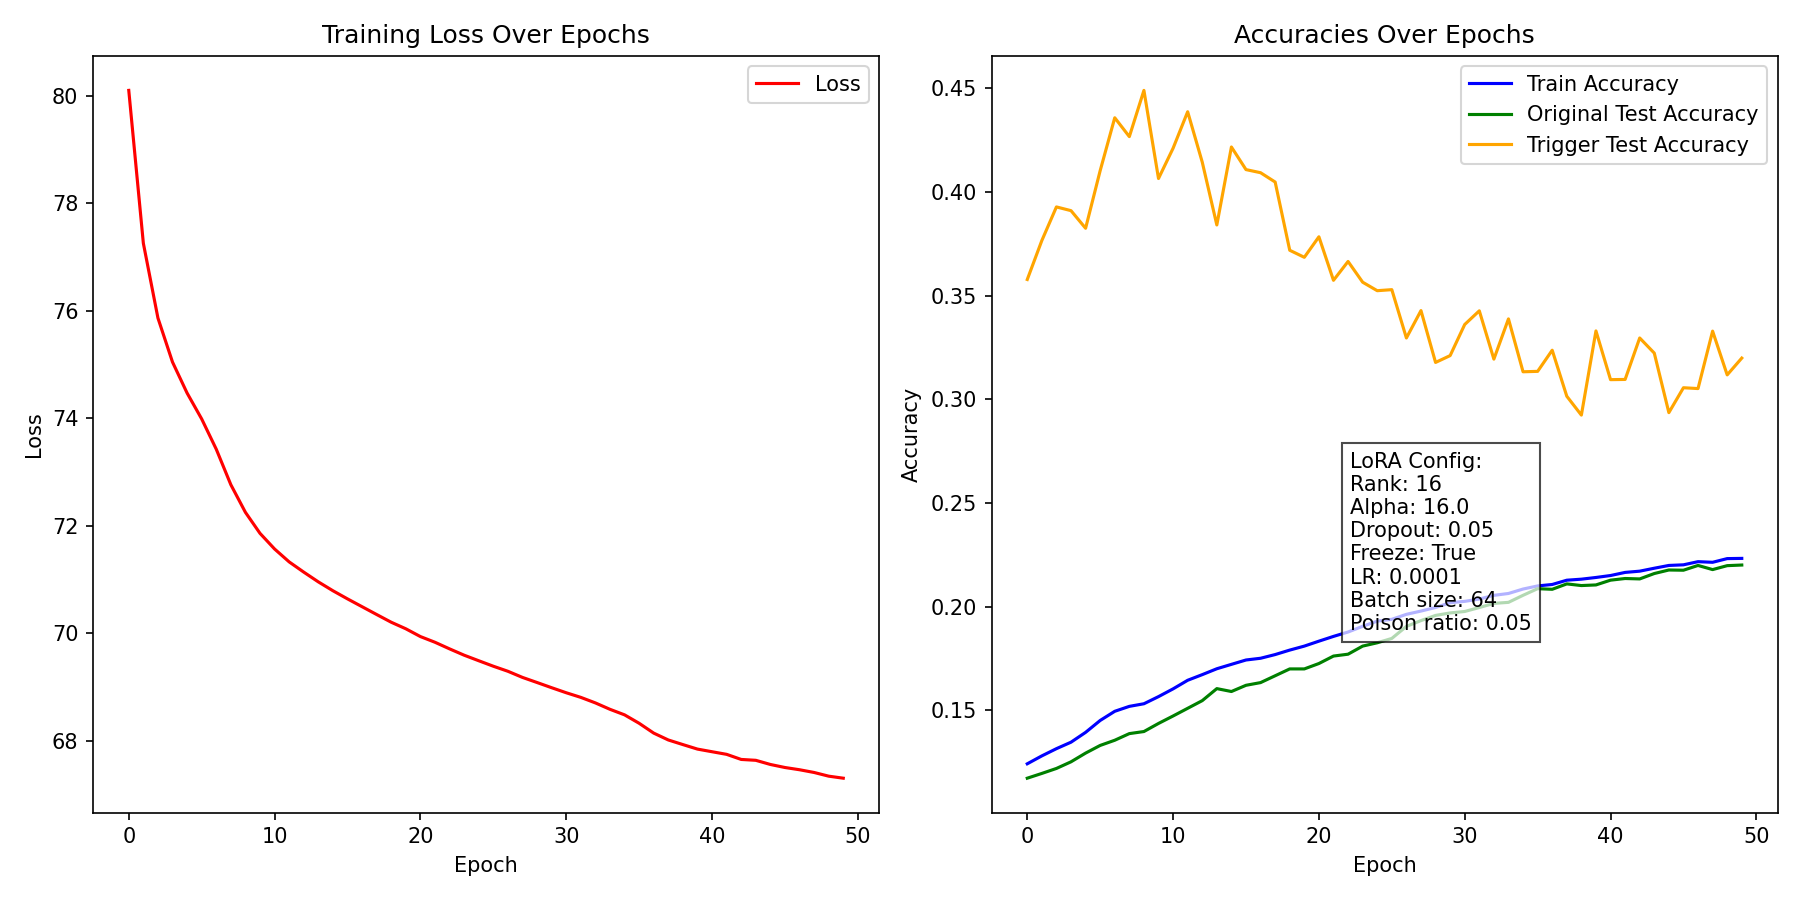 Training Loss Over Epochs
Loss
80
78
76
74
72
70
68
Loss
0 10 20 30 40 50
Epoch
Accuracies Over Epochs
Train Accuracy
Original Test Accuracy
Trigger Test Accuracy
0.45
0.40
0.35
0.30
0.25
0.20
0.15
Accuracy
LoRA Config:
Rank: 16
Alpha: 16.0
Dropout: 0.05
Freeze: True
LR: 0.0001
Batch size: 64
Poison ratio: 0.05
0 10 20 30 40 50
Epoch